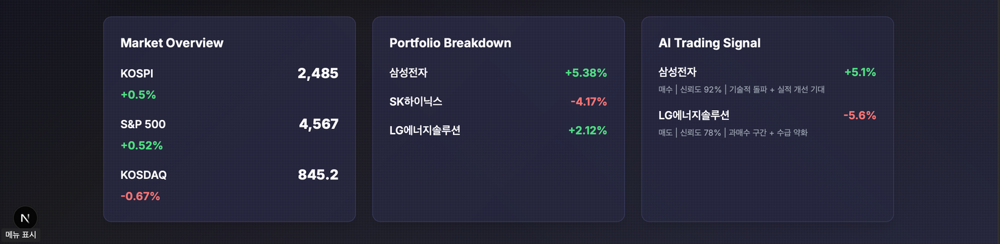 Market Overview
KOSPI 2,485
+0.5%
S&P 500 4,567
+0.52%
KOSDAQ 845.2
-0.67%
Portfolio Breakdown
삼성전자 +5.38%
SK하이닉스 -4.17%
LG에너지솔루션 +2.12%
AI Trading Signal
삼성전자 +5.1%
매수 | 신뢰도 92% | 기술적 돌파 + 실적 개선 기대
LG에너지솔루션 -5.6%
매도 | 신뢰도 78% | 과매수 구간 + 수급 약화
N
메뉴 표시